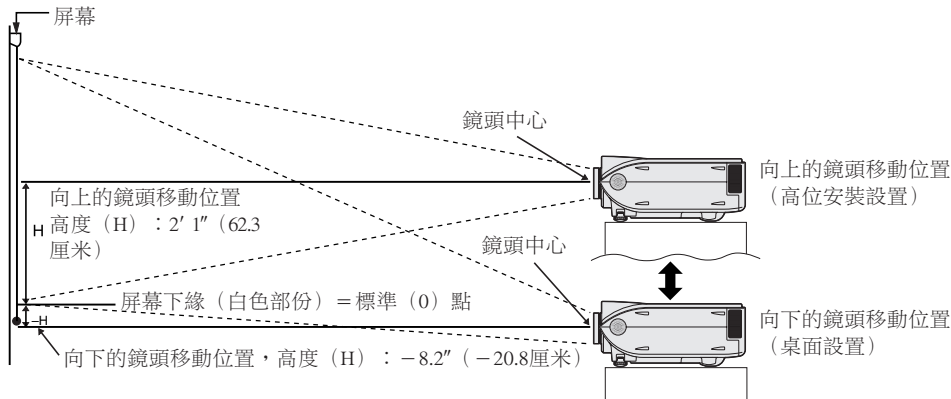 屏幕
鏡頭中心
向上的鏡頭移動位置
（高位安裝設置）
向上的鏡頭移動位置
高度（H）：2′ 1″（62.3
厘米）
H
鏡頭中心
屏幕下緣（白色部份）＝標準（0）點
−H
向下的鏡頭移動位置
（桌面設置）
向下的鏡頭移動位置，高度（H）：−8.2″（−20.8厘米）